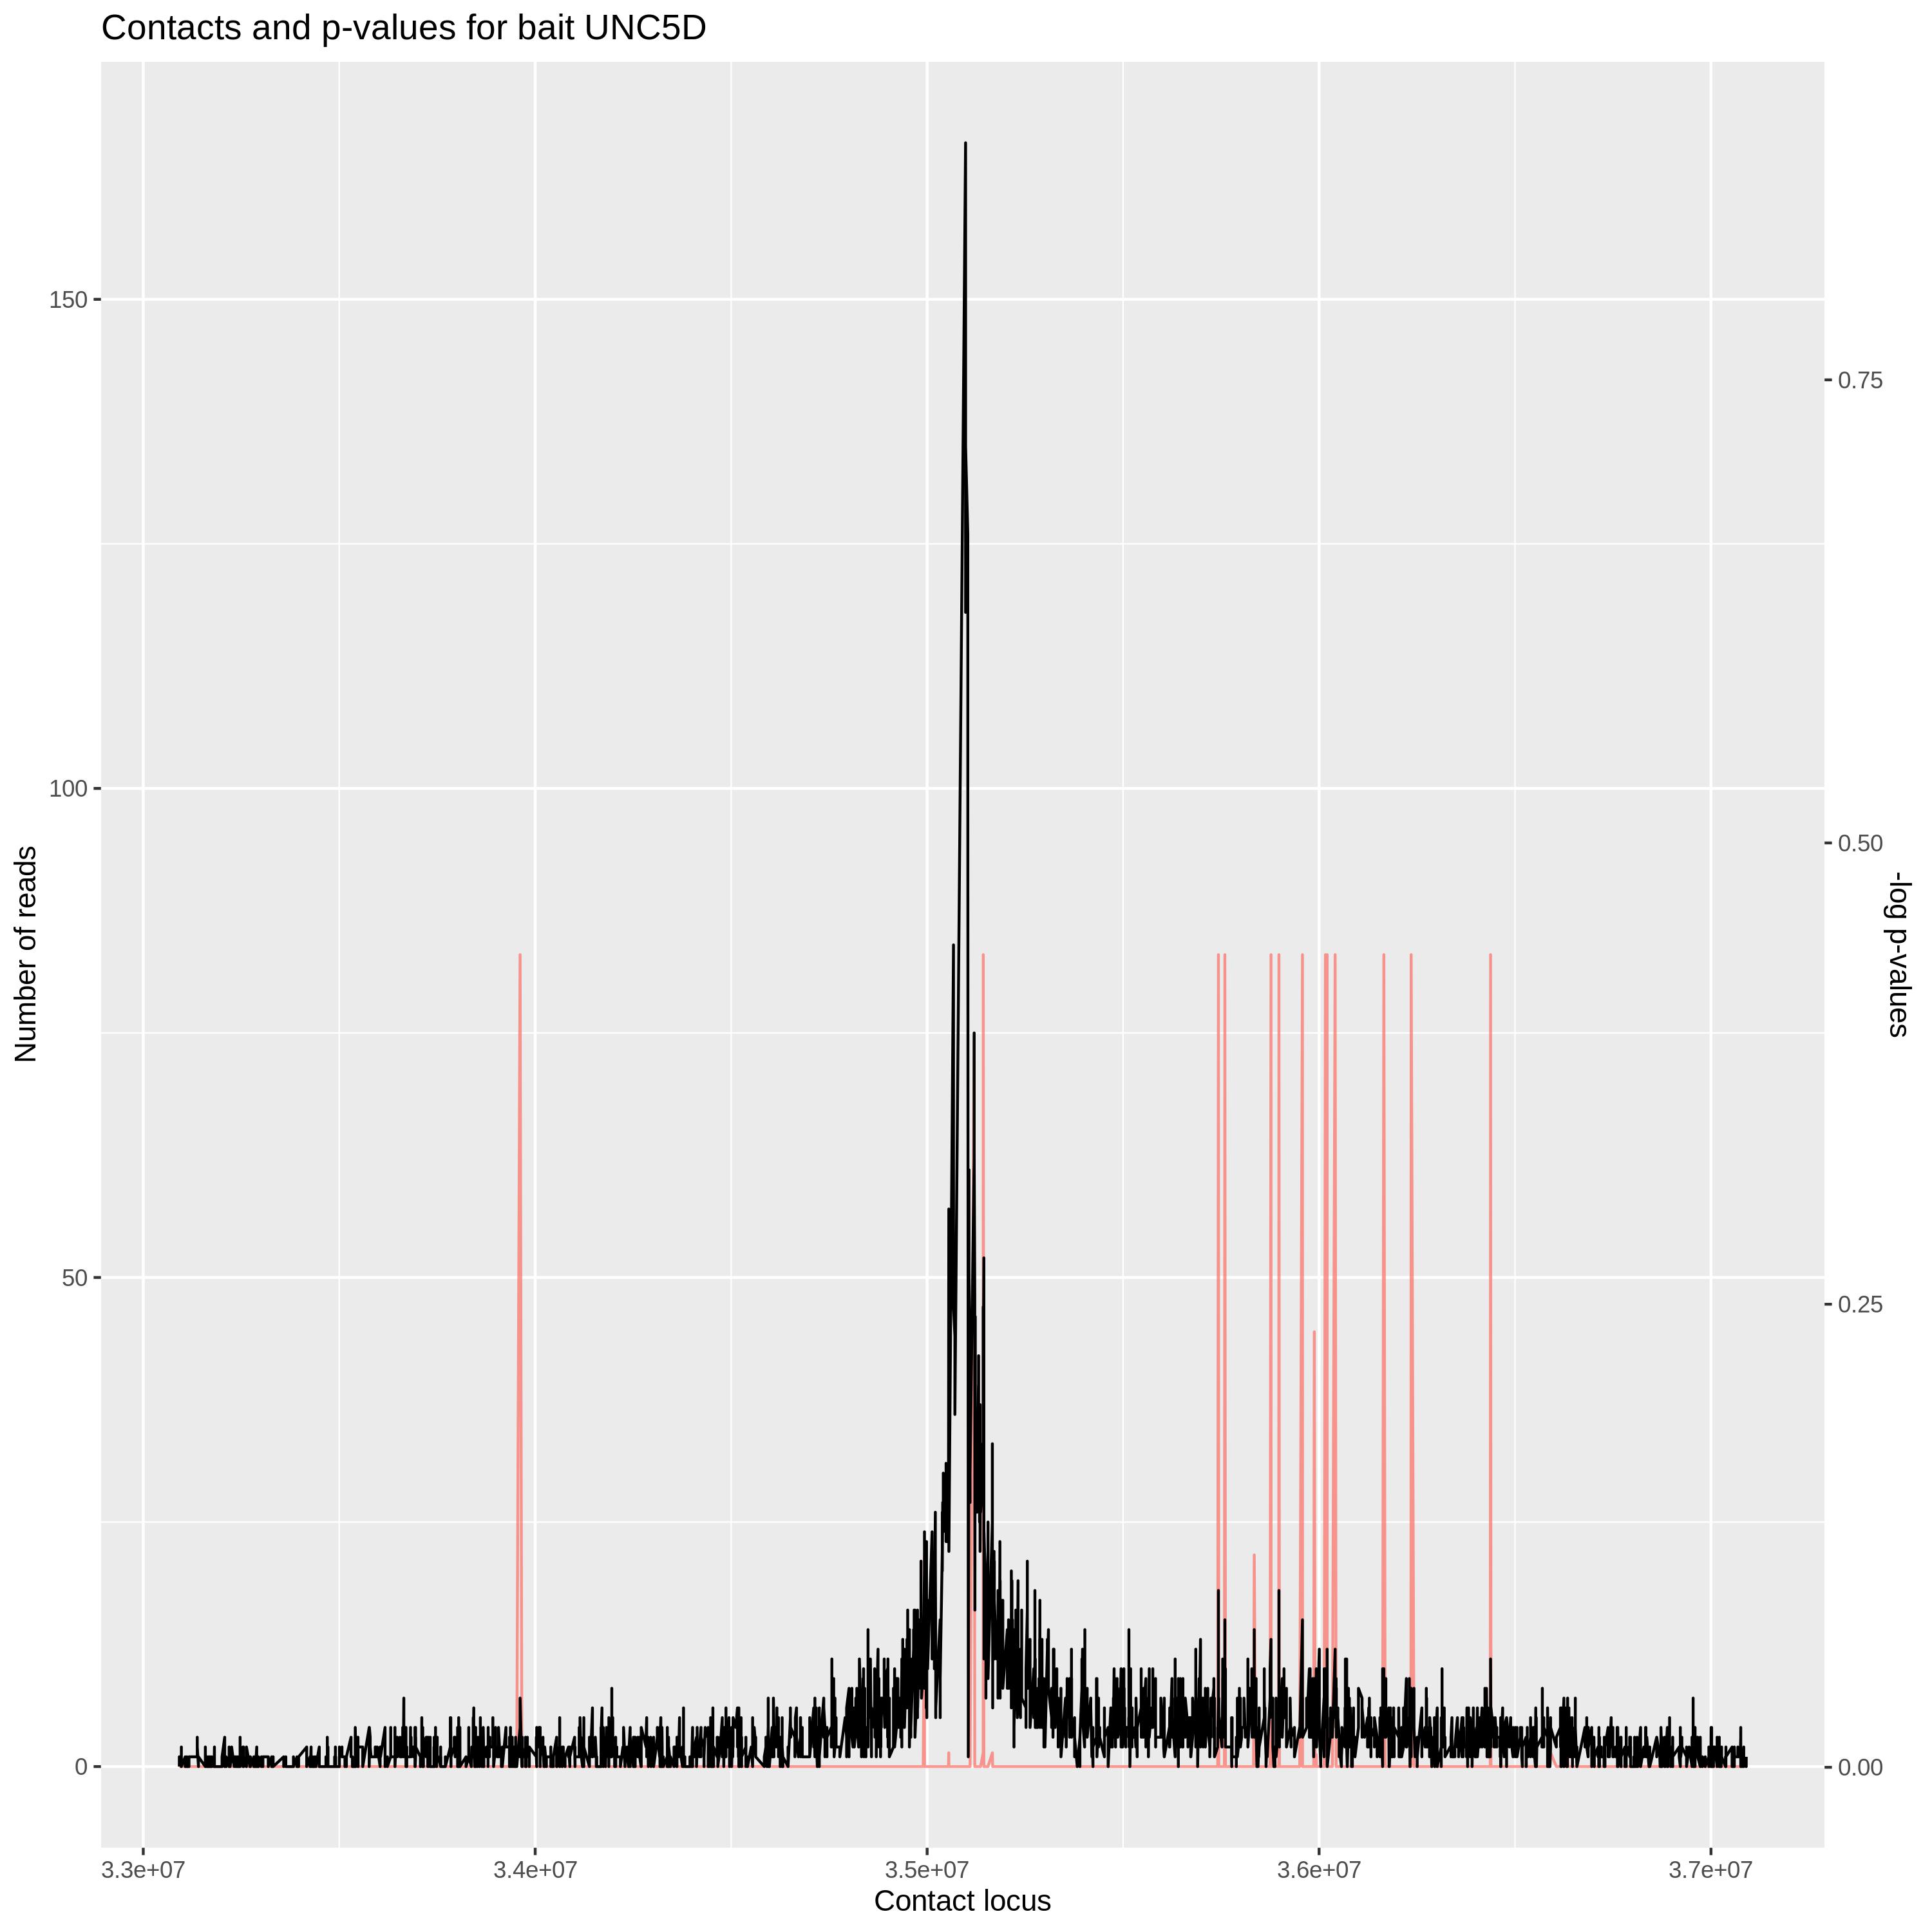 Contacts and p-values for bait UNC5D
150
100
50
0
Number of reads
0.75
0.50
0.25
0.00
-log p-values
3.3e+07 3.4e+07 3.5e+07 3.6e+07 3.7e+07
Contact locus